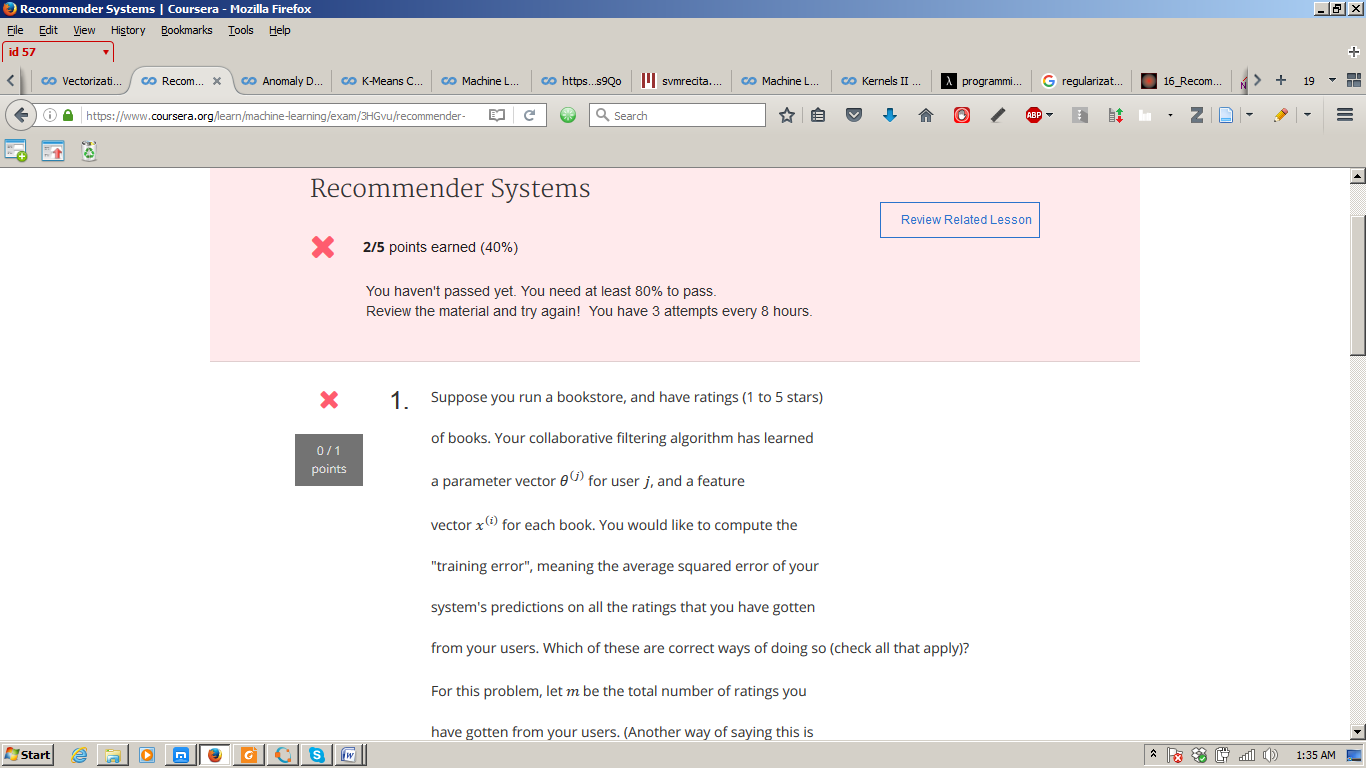 Recommender Systems | Coursera - Mozilla Firefox
File Edit View History Bookmarks Tools Help
id 57
Vectorizati... Recom... Anomaly D... K-Means C... Machine L... https...s9Qo svmrecita... Machine L... Kernels II ... programmi... regularizat... 16_Recom... 19
https://www.coursera.org/learn/machine-learning/exam/3HGvu/recommender- Search ABP
Recommender Systems
Review Related Lesson
2/5 points earned (40%)
You haven't passed yet. You need at least 80% to pass.
Review the material and try again! You have 3 attempts every 8 hours.
1. Suppose you run a bookstore, and have ratings (1 to 5 stars)
0 / 1
points
of books. Your collaborative filtering algorithm has learned
a parameter vector θ^(j) for user j, and a feature
vector x^(i) for each book. You would like to compute the
"training error", meaning the average squared error of your
system's predictions on all the ratings that you have gotten
from your users. Which of these are correct ways of doing so (check all that apply)?
For this problem, let m be the total number of ratings you
have gotten from your users. (Another way of saying this is
Start 1:35 AM